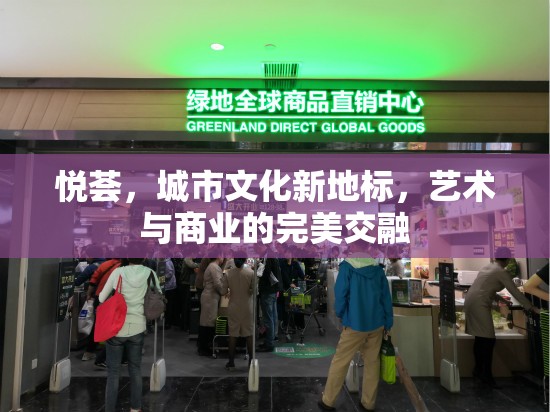 绿地全球商品直销中心
GREENLAND DIRECT GLOBAL GOODS
悦荟，城市文化新地标，艺术
与商业的完美交融